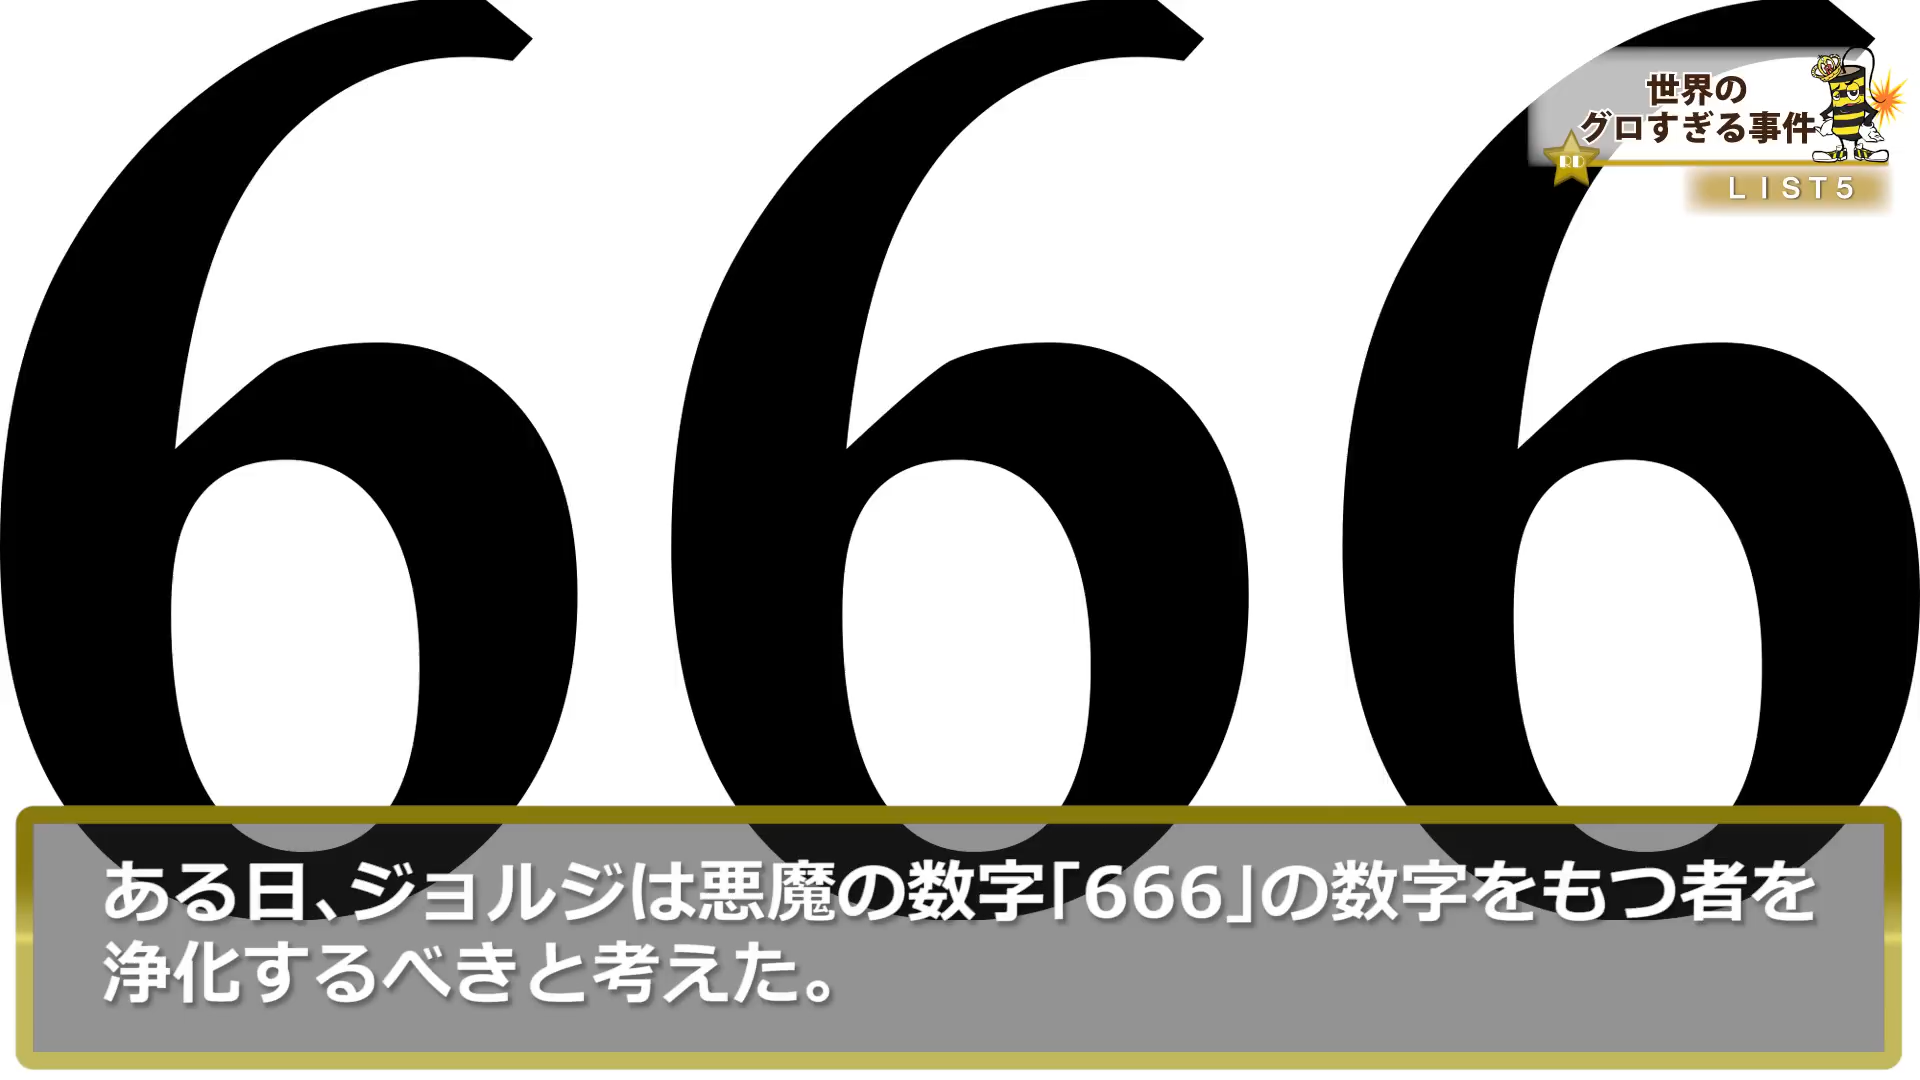 666
世界の
グロすぎる事件
RD
LIST5
ある日、ジョルジは悪魔の数字｢666｣の数字をもつ者を
浄化するべきと考えた。